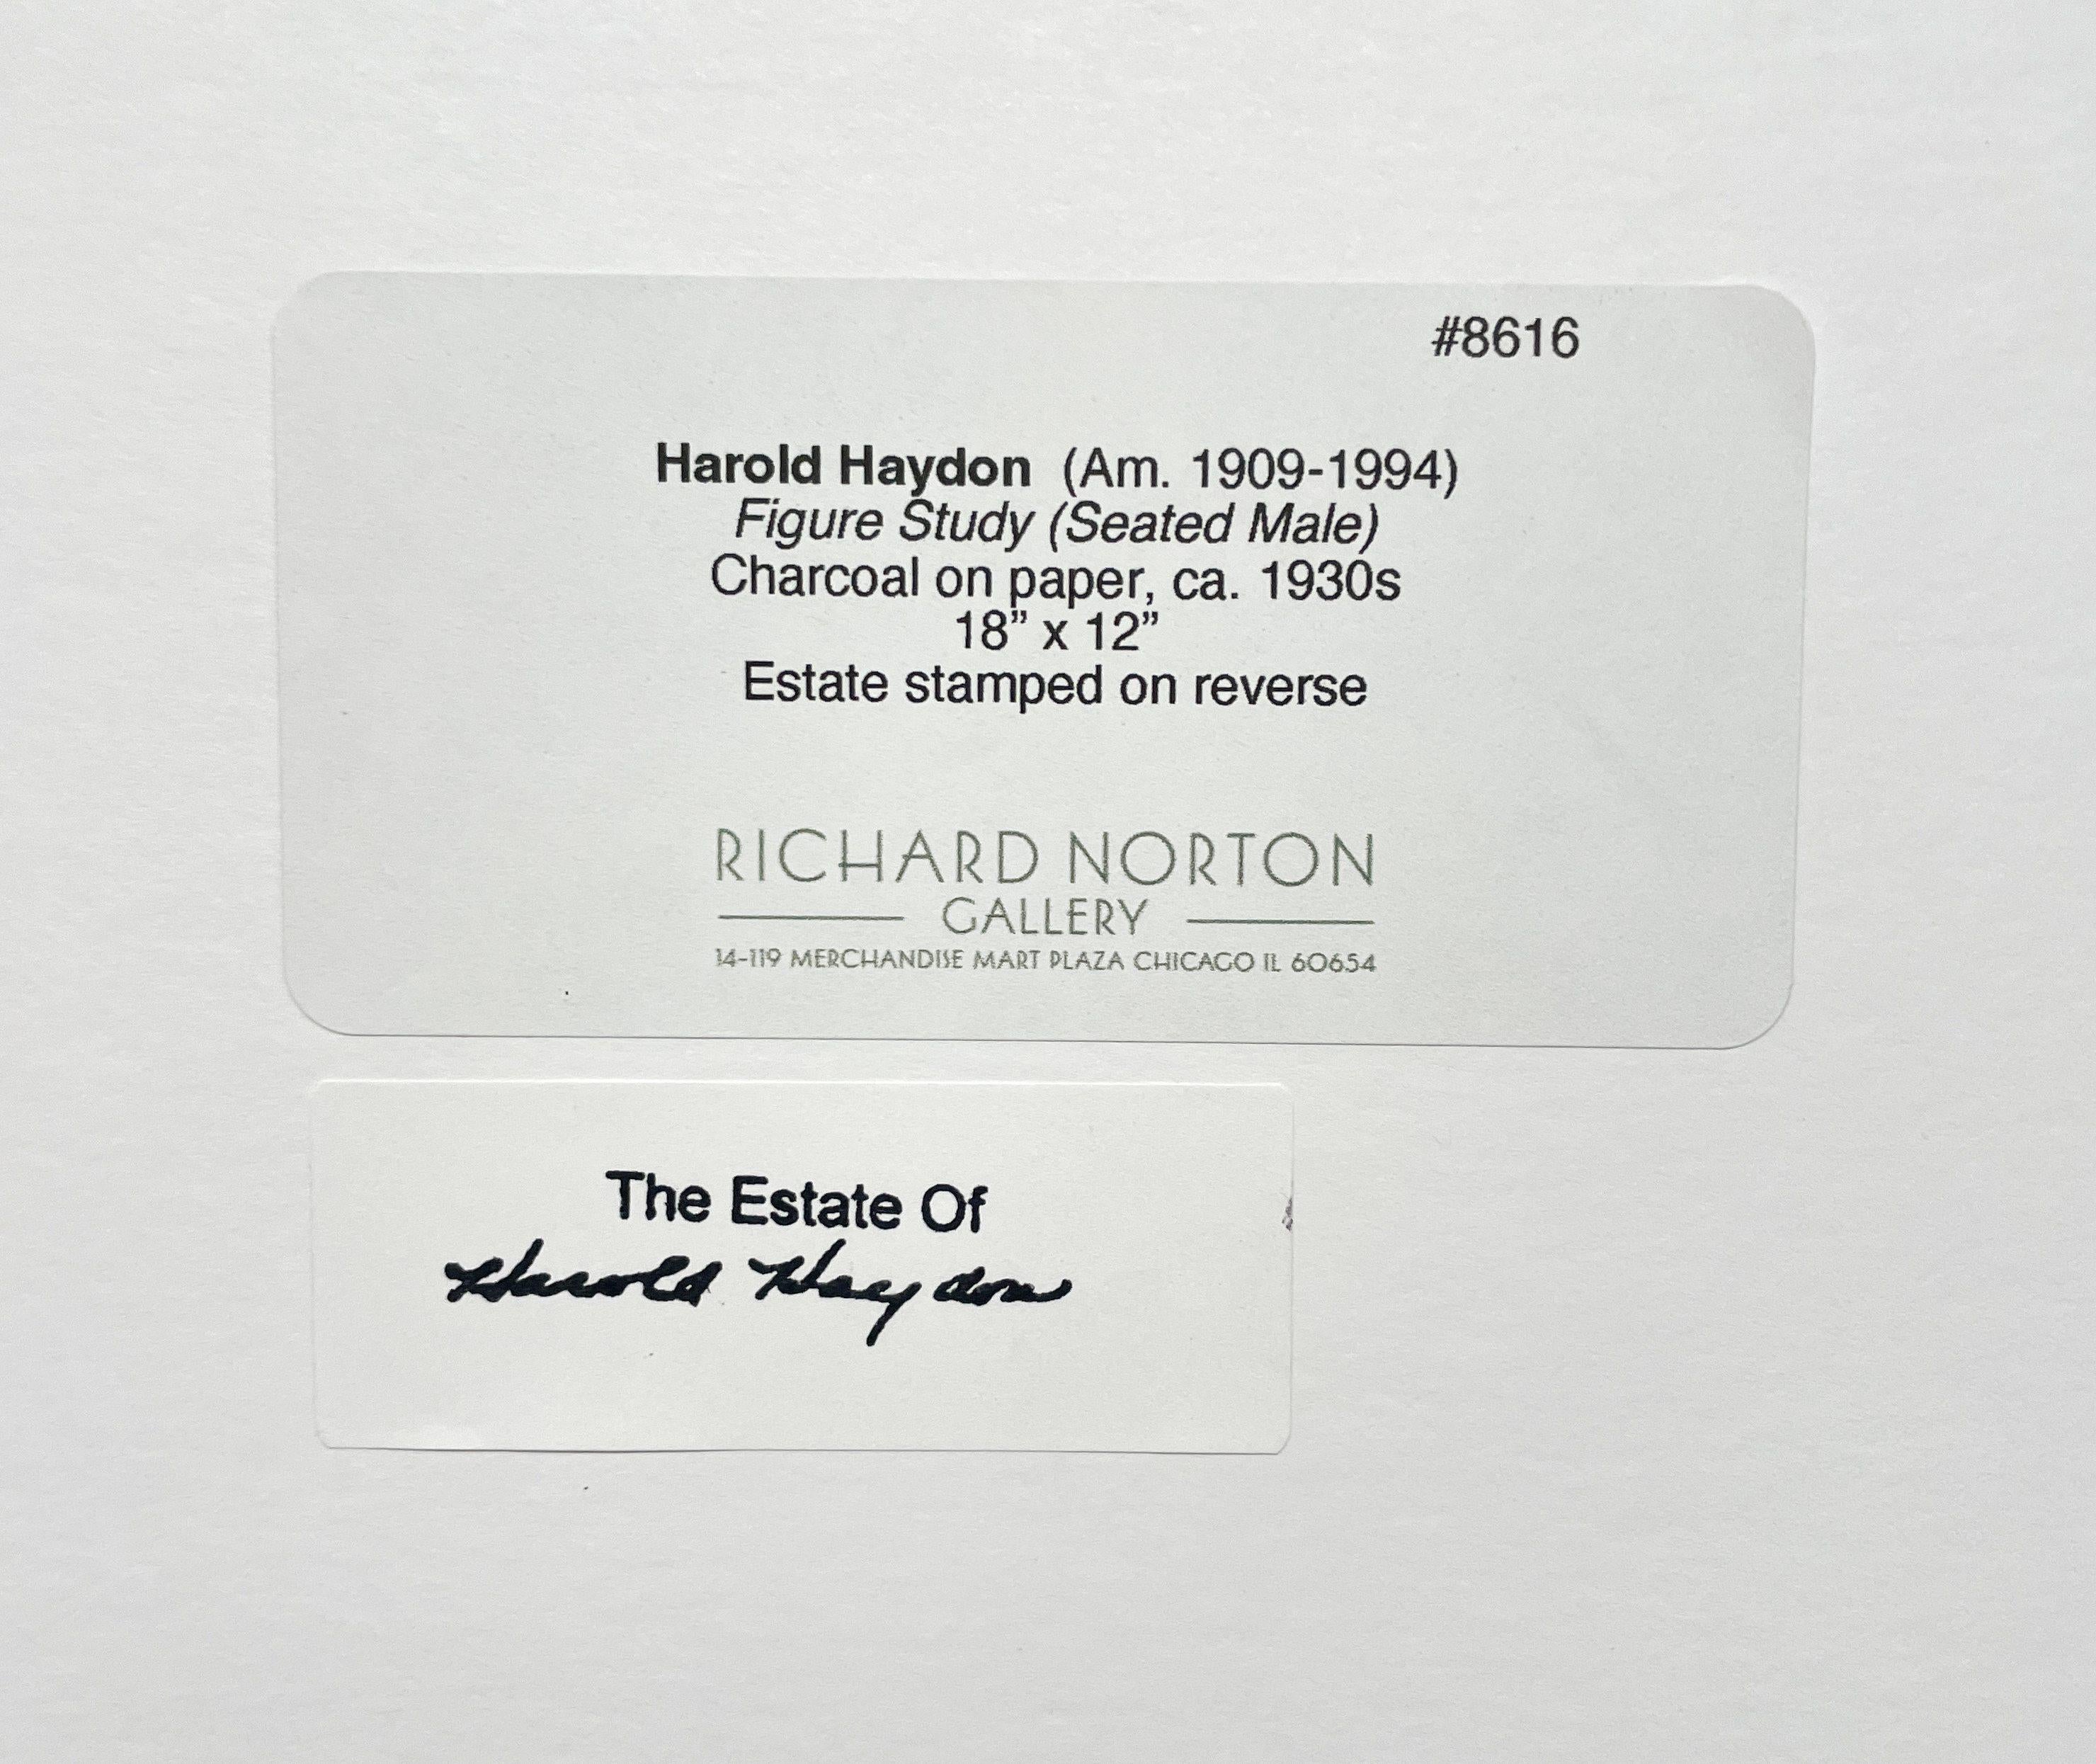 #8616
Harold Haydon (Am. 1909-1994)
Figure Study (Seated Male)
Charcoal on paper, ca. 1930s
18” x 12”
Estate stamped on reverse
RICHARD NORTON
GALLERY
14-119 MERCHANDISE MART PLAZA CHICAGO IL 60654
The Estate Of
Harold Haydon